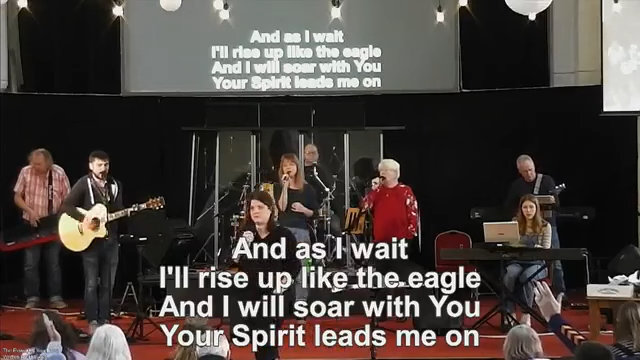 And as I wait
I'll rise up like the eagle
And I will soar with You
Your Spirit leads me on
And as I wait
I'll rise up like the eagle
And I will soar with You
Your Spirit leads me on